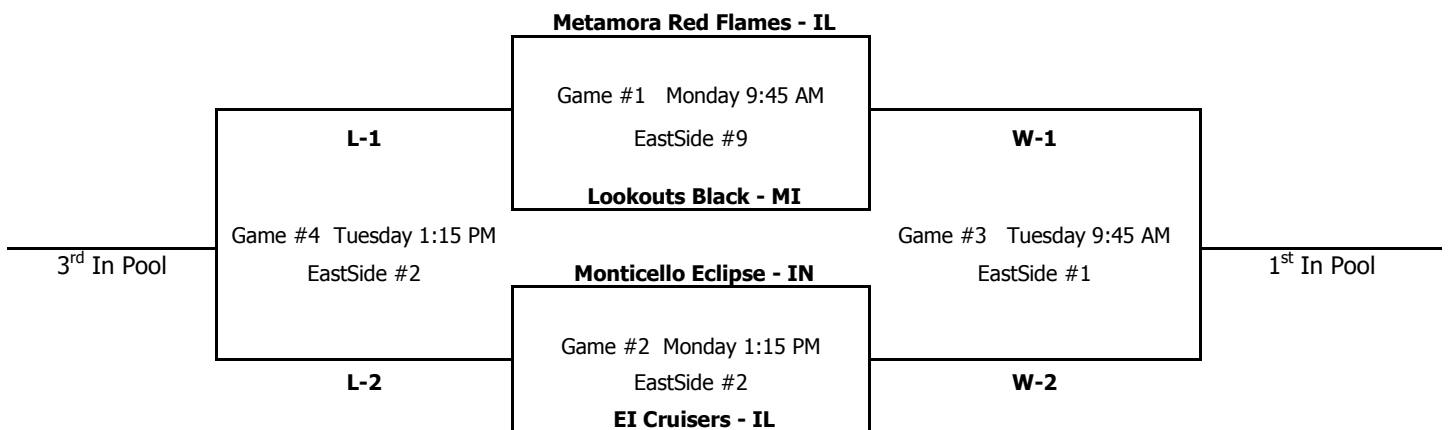 Metamora Red Flames - IL
Game #1 Monday 9:45 AM
L-1
EastSide #9
W-1
Lookouts Black - MI
Game #4 Tuesday 1:15 PM
Game #3 Tuesday 9:45 AM
3rd In Pool
EastSide #2
Monticello Eclipse - IN
EastSide #1
1st In Pool
Game #2 Monday 1:15 PM
L-2
EastSide #2
W-2
EI Cruisers - IL